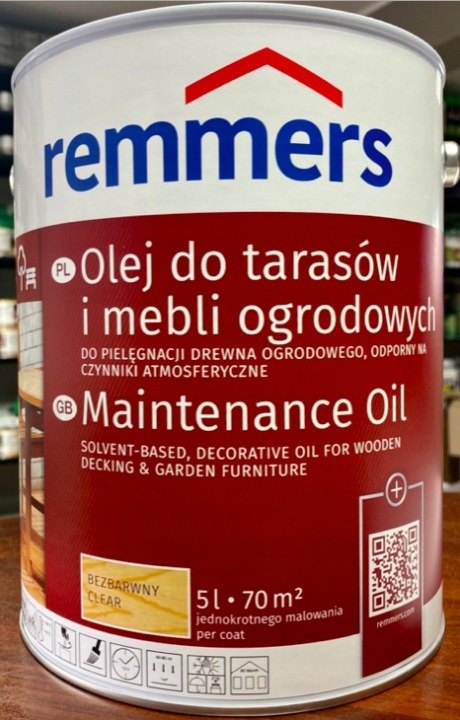 remmers
PL Olej do tarasów
i mebli ogrodowych
DO PIELĘGNACJI DREWNA OGRODOWEGO, ODPORNY NA
CZYNNIKI ATMOSFERYCZNE
GB Maintenance Oil
SOLVENT-BASED, DECORATIVE OIL FOR WOODEN
DECKING & GARDEN FURNITURE
BEZBARWNY
CLEAR
5 l • 70 m²
jednokrotnego malowania
per coat
remmers.com